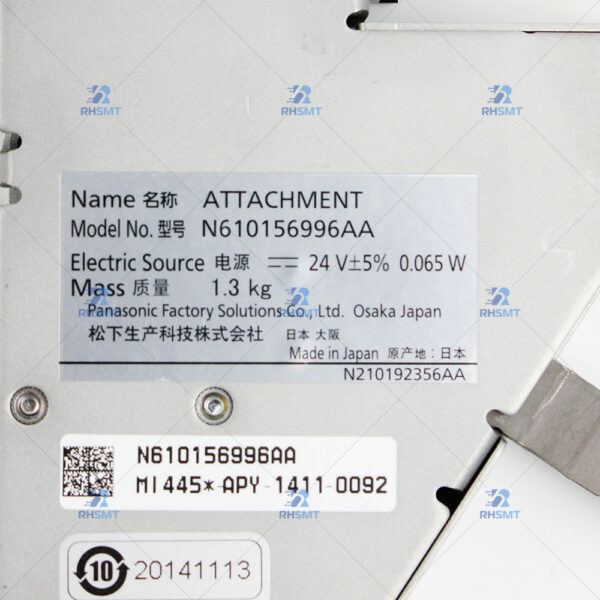 RHSMT RHSMT RHSMT
Name 名称 ATTACHMENT
Model No. 型号 N610156996AA
Electric Source 电源 ⎓ 24 V±5% 0.065 W
Mass 质量 1.3 kg
Panasonic Factory Solutions Co., Ltd. Osaka Japan
松下生产科技株式会社 日本 大阪
Made in Japan 原产地：日本
N210192356AA
RHSMT RHSMT RHSMT
N610156996AA
MI445*APY-1411-0092
RHSMT RHSMT RHSMT
10 20141113